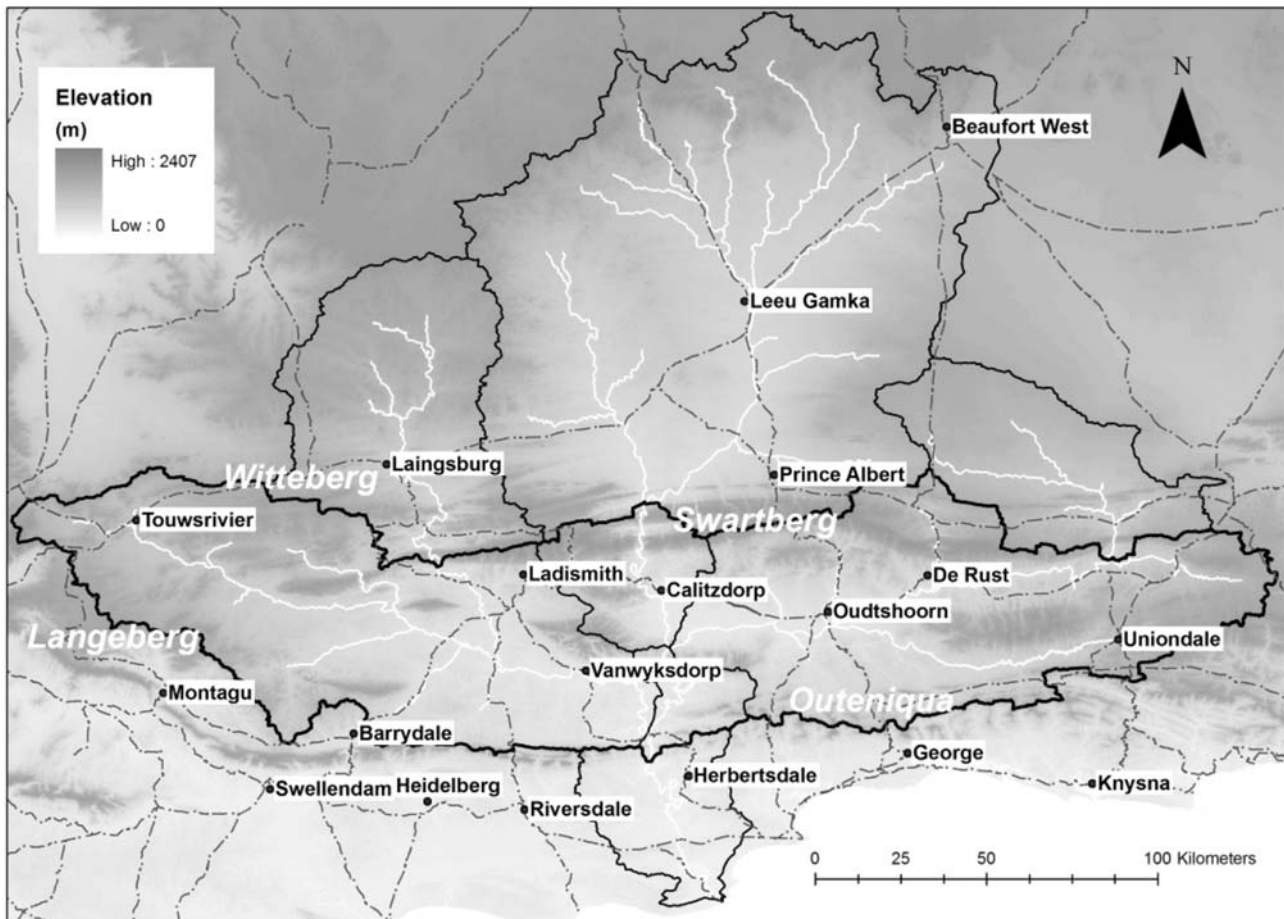 Elevation
(m)
High : 2407
Low : 0
N
Beaufort West
Leeu Gamka
Laingsburg
Prince Albert
Witteberg
Touwsrivier
Swartberg
Ladismith
Calitzdorp
De Rust
Oudtshoorn
Langeberg
Uniondale
Vanwyksdorp
Montagu
Outeniqua
Barrydale
George
Herbertsdale
Knysna
Swellendam
Heidelberg
Riversdale
0 25 50 100 Kilometers